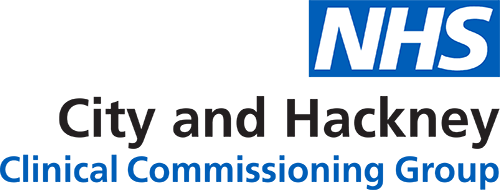 NHS
City and Hackney
Clinical Commissioning Group